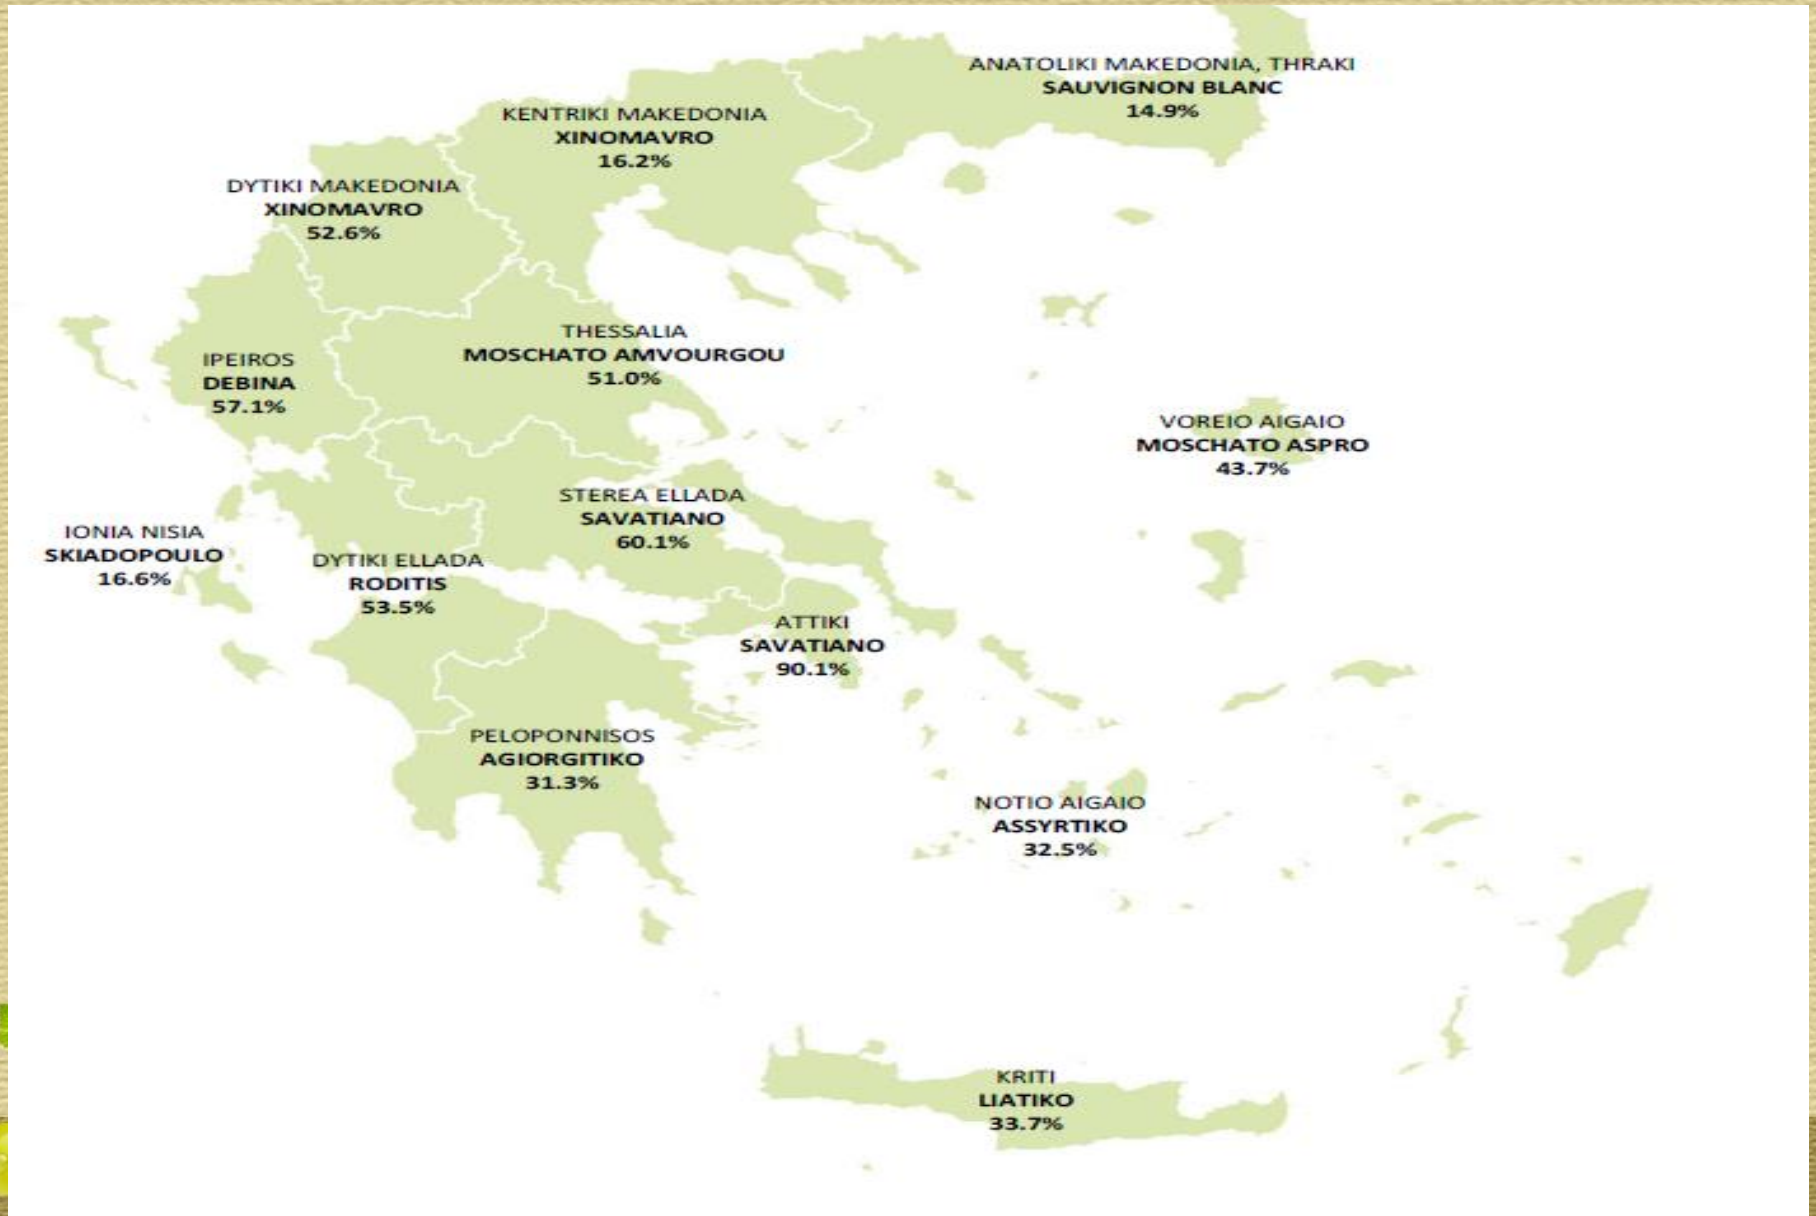 ANATOLIKI MAKEDONIA, THRAKI
SAUVIGNON BLANC
14.9%
KENTRIKI MAKEDONIA
XINOMAVRO
16.2%
DYTIKI MAKEDONIA
XINOMAVRO
52.6%
THESSALIA
MOSCHATO AMVOURGOU
51.0%
IPEIROS
DEBINA
57.1%
VOREIO AIGAIO
MOSCHATO ASPRO
43.7%
STEREA ELLADA
SAVATIANO
60.1%
IONIA NISIA
SKIADOPOULO
16.6%
DYTIKI ELLADA
RODITIS
53.5%
ATTIKI
SAVATIANO
90.1%
PELOPONNISOS
AGIORGITIKO
31.3%
NOTIO AIGAIO
ASSYRTIKO
32.5%
KRITI
LIATIKO
33.7%